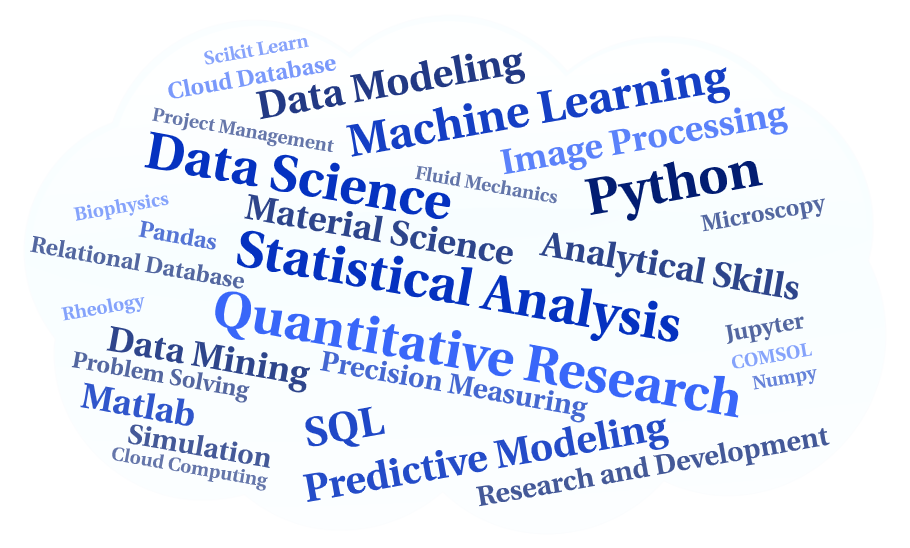 Scikit Learn
Cloud Database
Data Modeling
Machine Learning
Project Management
Image Processing
Data Science
Fluid Mechanics
Python
Biophysics
Material Science
Microscopy
Pandas
Analytical Skills
Relational Database
Statistical Analysis
Rheology
Quantitative Research
Jupyter
Data Mining
COMSOL
Problem Solving
Precision Measuring
Numpy
Matlab
SQL
Simulation
Predictive Modeling
Cloud Computing
Research and Development